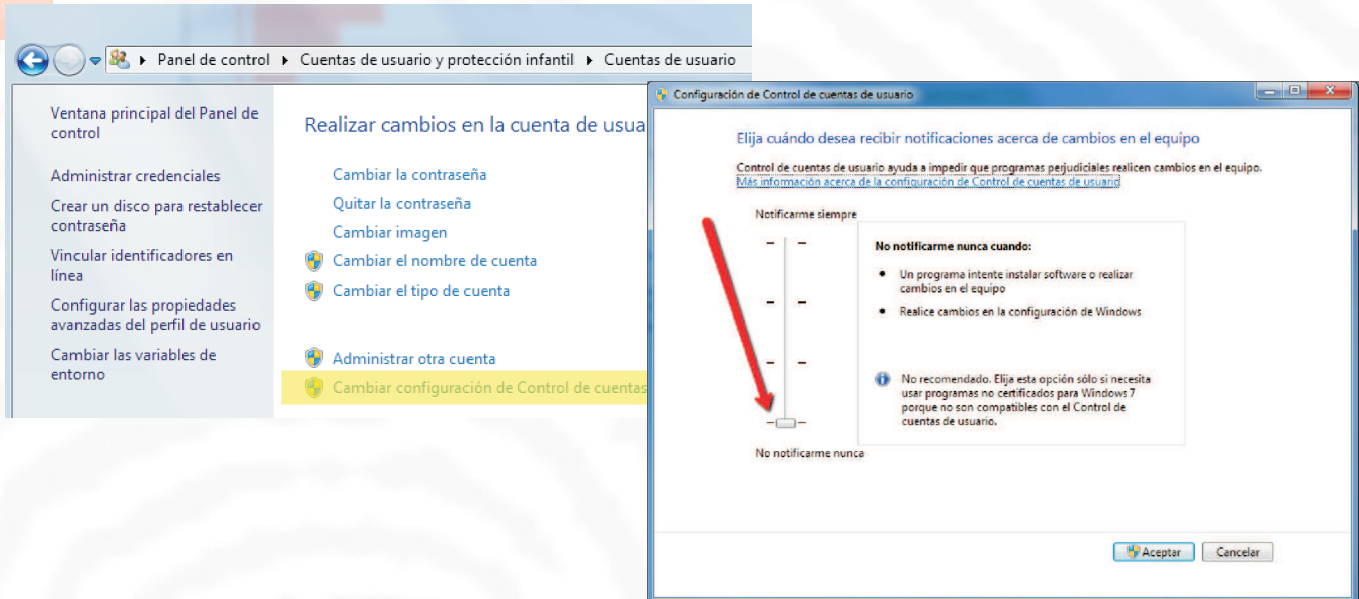 Panel de control ▸ Cuentas de usuario y protección infantil ▸ Cuentas de usuario
Ventana principal del Panel de
control
Administrar credenciales
Crear un disco para restablecer
contraseña
Vincular identificadores en
línea
Configurar las propiedades
avanzadas del perfil de usuario
Cambiar las variables de
entorno
Realizar cambios en la cuenta de usua
Cambiar la contraseña
Quitar la contraseña
Cambiar imagen
Cambiar el nombre de cuenta
Cambiar el tipo de cuenta
Administrar otra cuenta
Cambiar configuración de Control de cuentas
Configuración de Control de cuentas de usuario
Elija cuándo desea recibir notificaciones acerca de cambios en el equipo
Control de cuentas de usuario ayuda a impedir que programas perjudiciales realicen cambios en el equipo.
Más información acerca de la configuración de Control de cuentas de usuario
Notificarme siempre
No notificarme nunca cuando:
• Un programa intente instalar software o realizar
cambios en el equipo
• Realice cambios en la configuración de Windows
No recomendado. Elija esta opción sólo si necesita
usar programas no certificados para Windows 7
porque no son compatibles con el Control de
cuentas de usuario.
No notificarme nunca
Aceptar
Cancelar